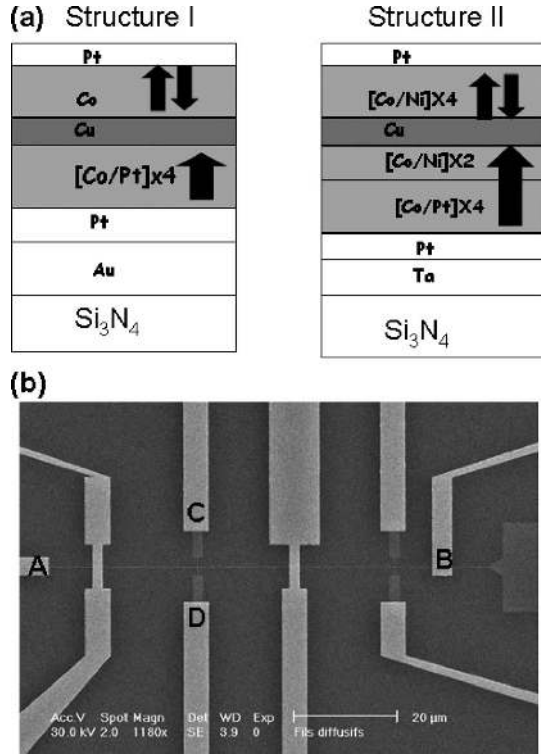 (a) Structure I Structure II
Pt
Co
Cu
[Co/Pt]x4
Pt
Au
Si₃N₄
Pt
[Co/Ni]X4
Cu
[Co/Ni]X2
[Co/Pt]X4
Pt
Ta
Si₃N₄
(b)
C
A
B
D
Acc.V Spot Magn Det WD Exp
30.0 kV 2.0 1180x SE 3.9 0 Fils diffusifs
20 µm